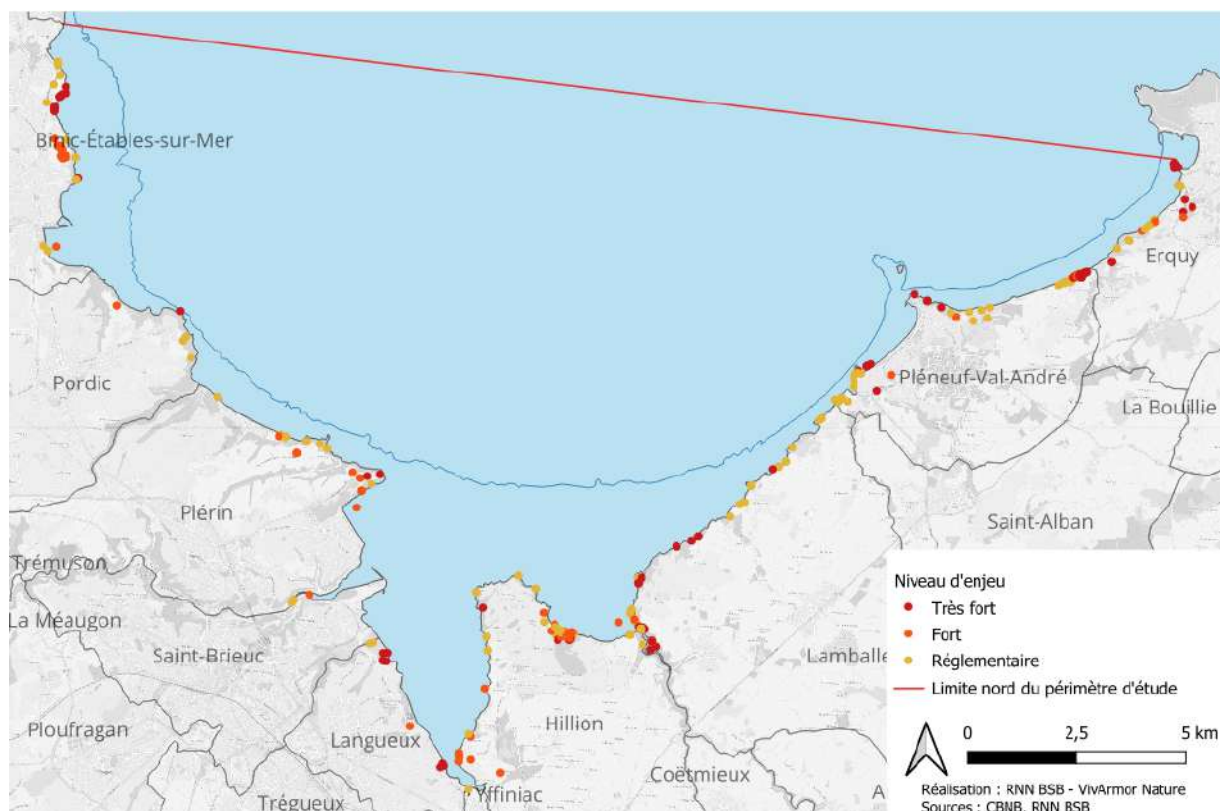 Binic-Étables-sur-Mer
Erquy
Pordic
Pléneuf-Val-André
La Bouillie
Plérin
Saint-Alban
Trémuson
La Méaugon
Saint-Brieuc
Lamballe
Ploufragan
Langueux
Hillion
Coëtmieux
Yffiniac
Trégueux
Niveau d'enjeu
Très fort
Fort
Réglementaire
Limite nord du périmètre d'étude
0 2,5 5 km
Réalisation : RNN BSB - VivArmor Nature
Sources : CBNB, RNN BSB